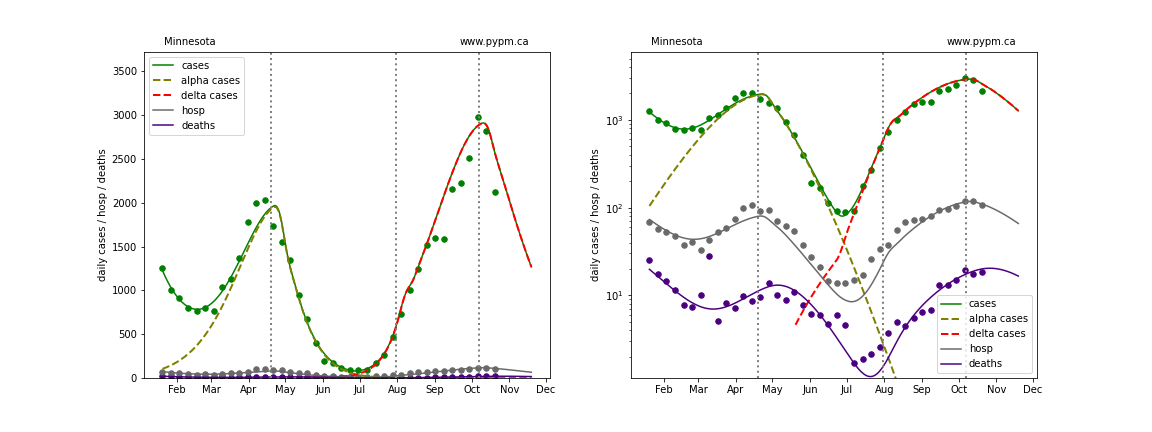 Minnesota www.pypm.ca
3500
3000
2500
2000
1500
1000
500
0
daily cases / hosp / deaths
cases
alpha cases
delta cases
hosp
deaths
Feb Mar Apr May Jun Jul Aug Sep Oct Nov Dec
Minnesota www.pypm.ca
10³
10²
10¹
daily cases / hosp / deaths
cases
alpha cases
delta cases
hosp
deaths
Feb Mar Apr May Jun Jul Aug Sep Oct Nov Dec